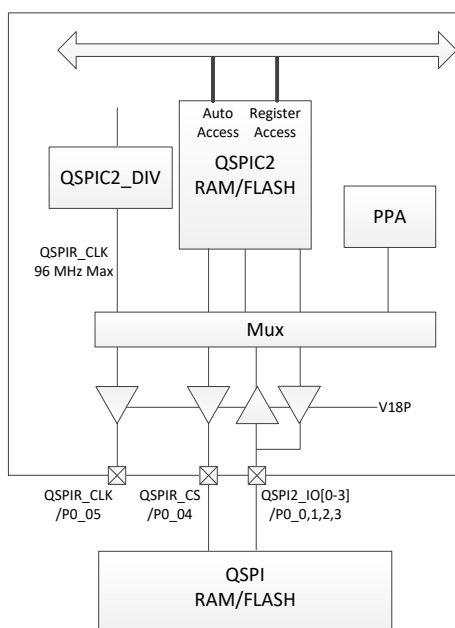 Auto Register
Access Access
QSPIC2
RAM/FLASH
QSPIC2_DIV
PPA
QSPIR_CLK
96 MHz Max
Mux
V18P
QSPIR_CLK
/P0_05
QSPIR_CS
/P0_04
QSPI2_IO[0-3]
/P0_0,1,2,3
QSPI
RAM/FLASH